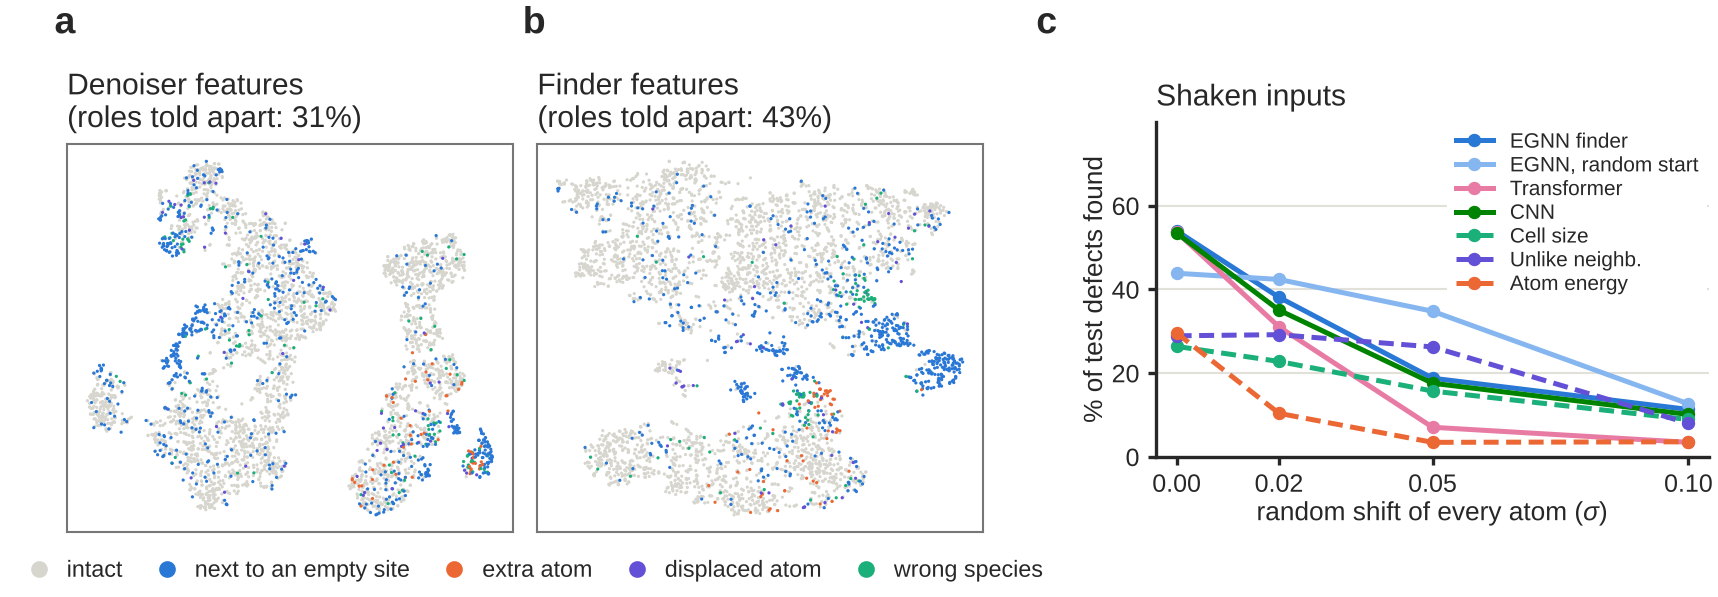 a
b
c
Denoiser features
(roles told apart: 31%)
Finder features
(roles told apart: 43%)
Shaken inputs
EGNN finder
EGNN, random start
Transformer
CNN
Cell size
Unlike neighb.
Atom energy
% of test defects found
60
40
20
0
0.00
0.02
0.05
0.10
random shift of every atom (σ)
intact
next to an empty site
extra atom
displaced atom
wrong species